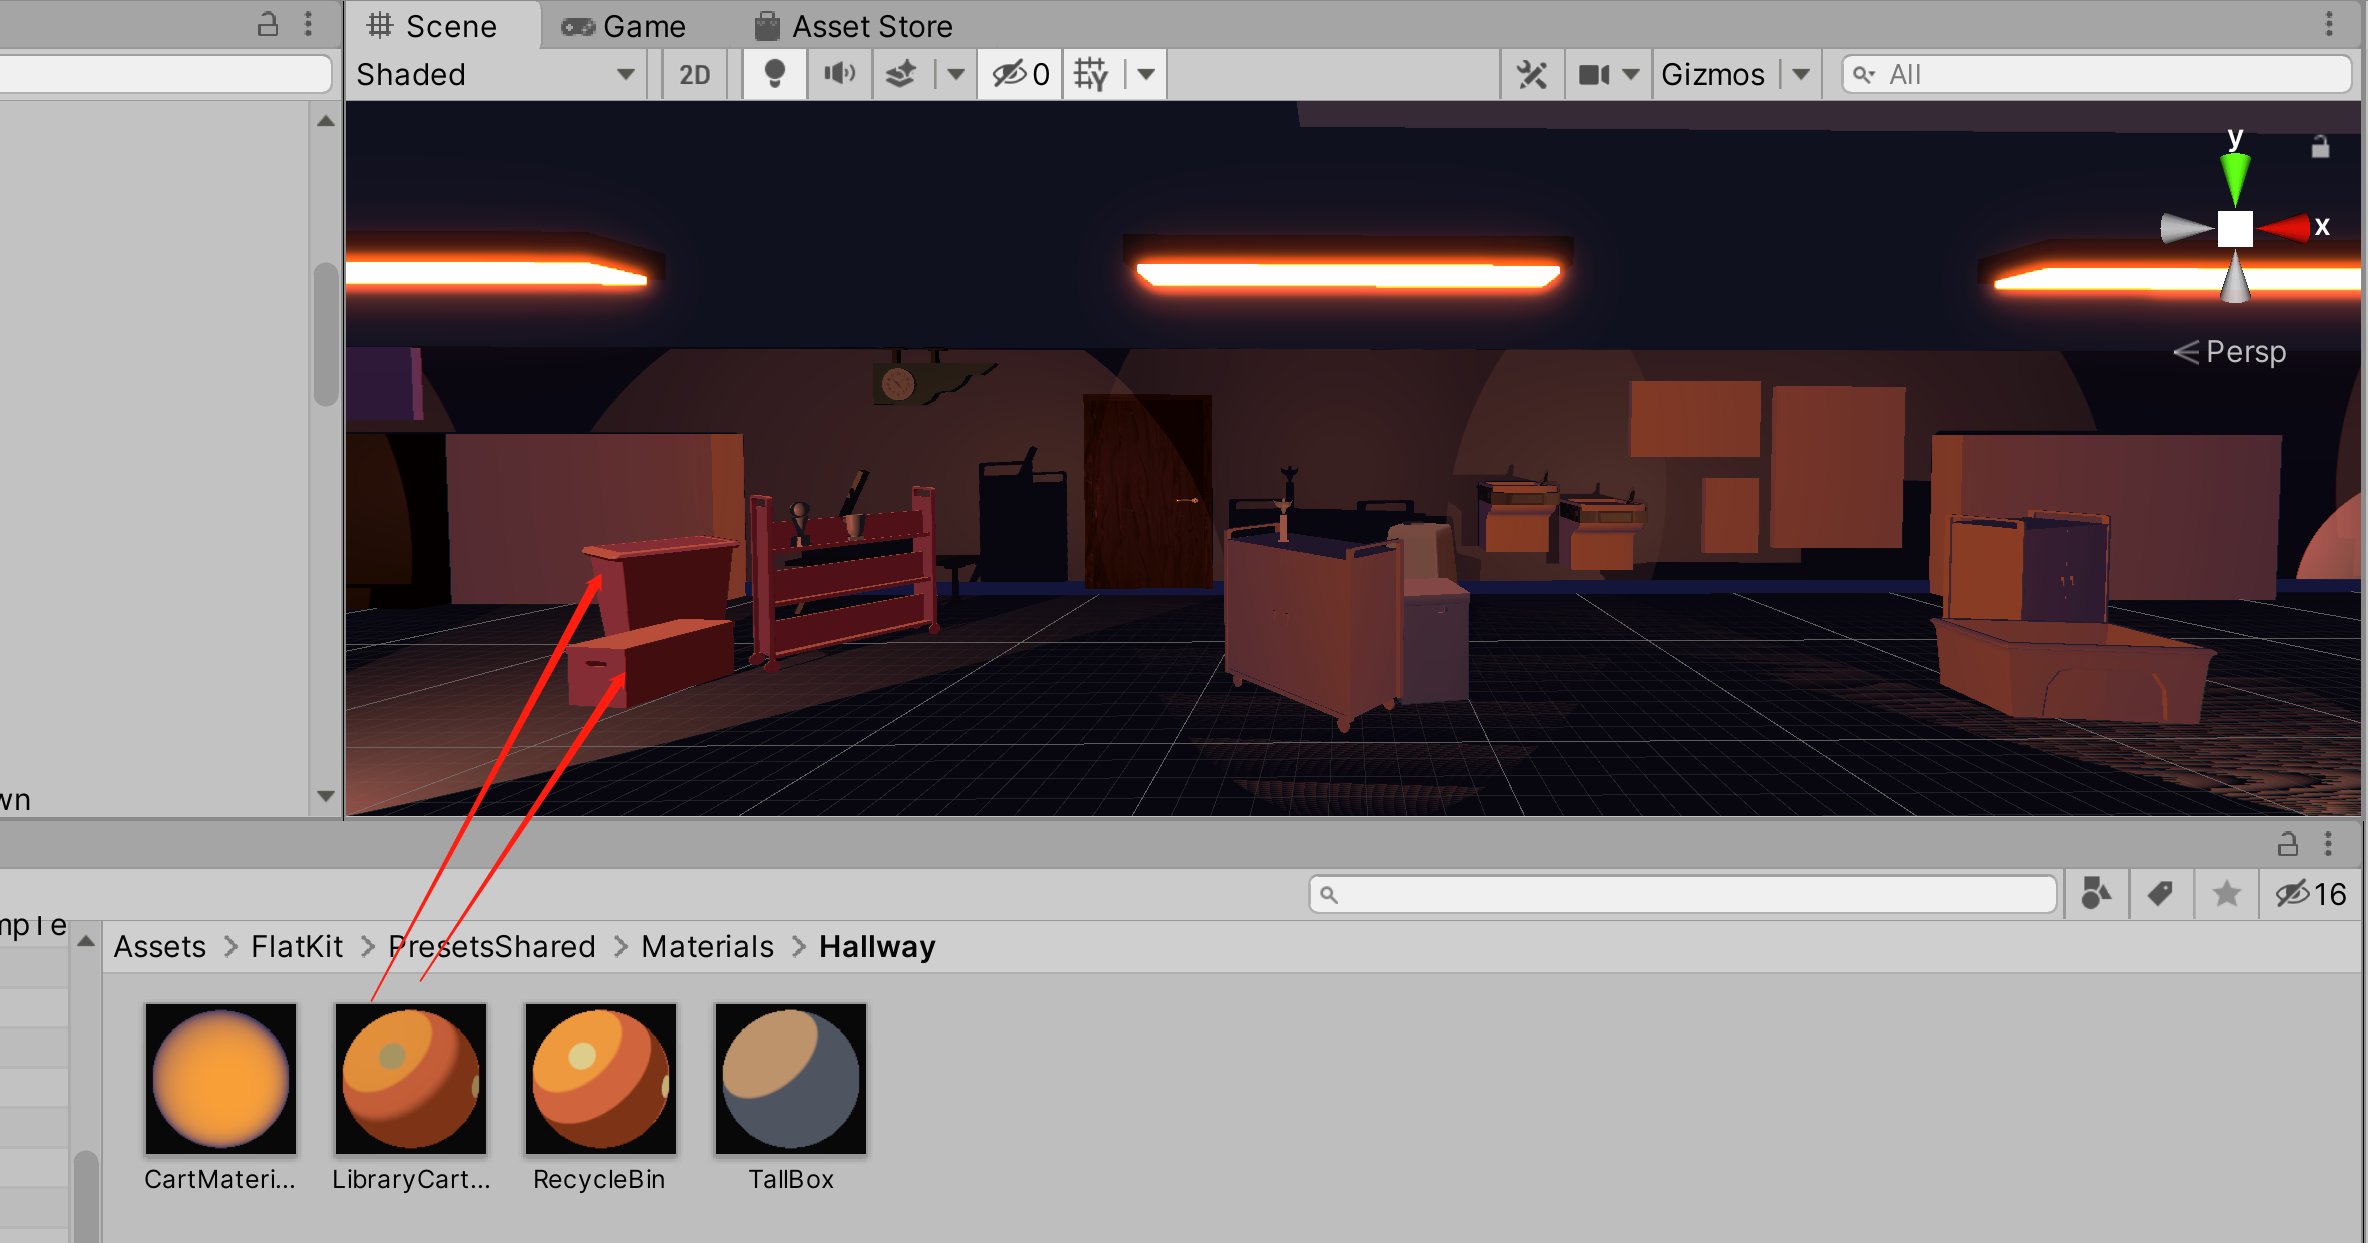 Scene Game Asset Store
Shaded 2D 0 Gizmos All
y
x
Persp
wn
16
mple
Assets > FlatKit > PresetsShared > Materials > Hallway
CartMateri... LibraryCart... RecycleBin TallBox